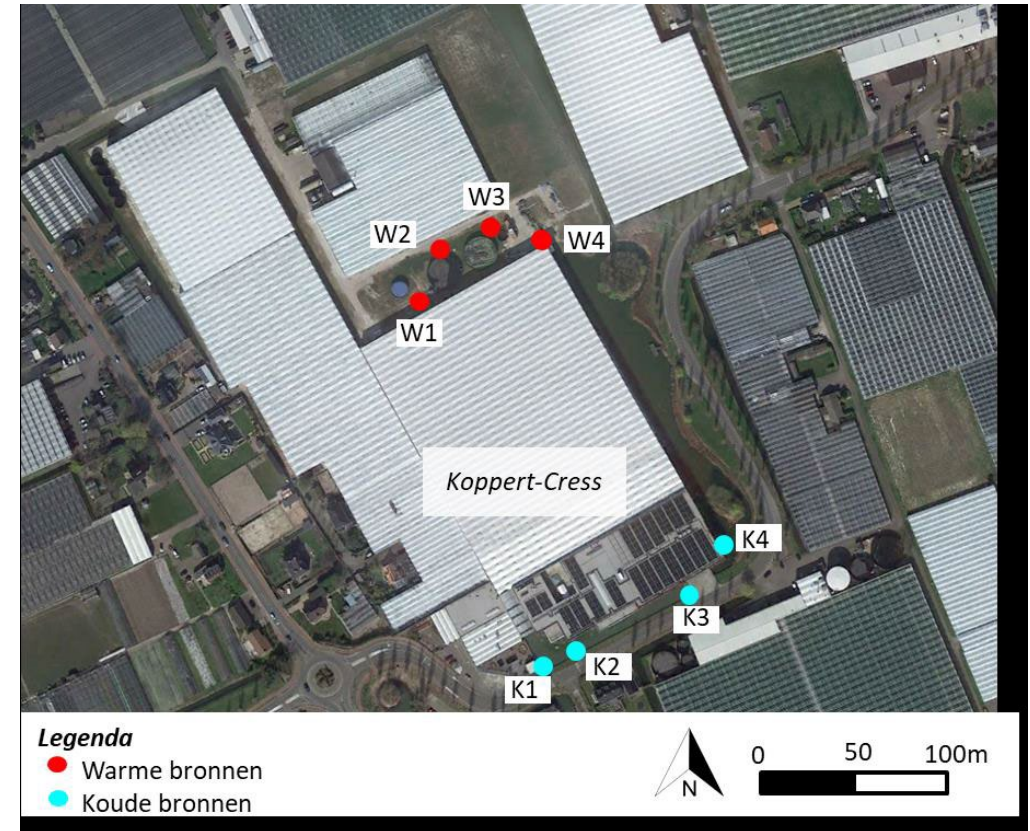 W3
W2
W4
W1
Koppert-Cress
K4
K3
K2
K1
Legenda
Warme bronnen
Koude bronnen
N
0 50 100m